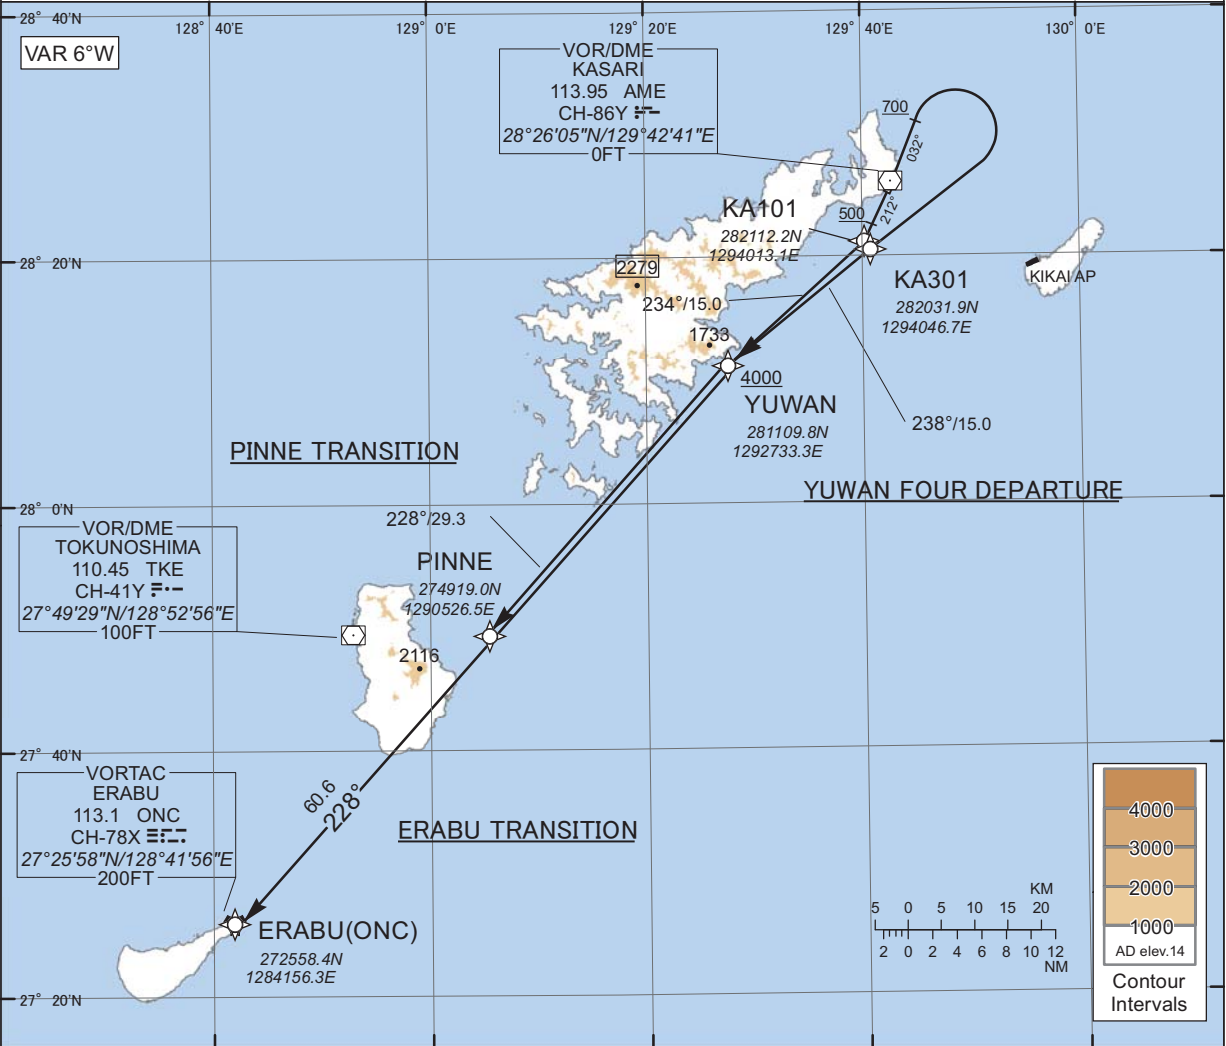 28° 40'N
128° 40'E
129° 0'E
129° 20'E
129° 40'E
130° 0'E
VAR 6°W
VOR/DME
KASARI
113.95 AME
CH-86Y
28°26'05"N/129°42'41"E
0FT
700
032°
212°
500
KA101
282112.2N
1294013.1E
28° 20'N
2279
KIKAI AP
KA301
282031.9N
1294046.7E
234°/15.0
1733
4000
YUWAN
281109.8N
1292733.3E
238°/15.0
PINNE TRANSITION
YUWAN FOUR DEPARTURE
28° 0'N
228°/29.3
VOR/DME
TOKUNOSHIMA
110.45 TKE
CH-41Y
27°49'29"N/128°52'56"E
100FT
PINNE
274919.0N
1290526.5E
2116
27° 40'N
VORTAC
ERABU
113.1 ONC
CH-78X
27°25'58"N/128°41'56"E
200FT
60.6
228°
ERABU TRANSITION
ERABU(ONC)
272558.4N
1284156.3E
27° 20'N
KM
5 0 5 10 15 20
2 0 2 4 6 8 10 12
NM
4000
3000
2000
1000
AD elev.14
Contour
Intervals